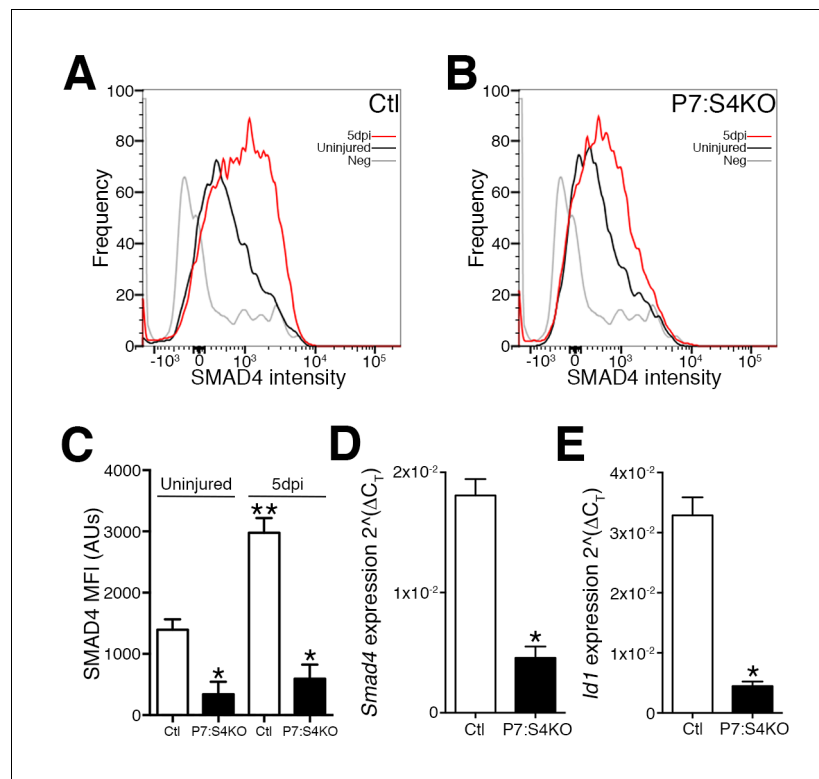 A
Ctl
5dpi
Uninjured
Neg
100
80
60
40
20
0
Frequency
-10³ 0 10³ 10⁴ 10⁵
SMAD4 intensity
B
P7:S4KO
5dpi
Uninjured
Neg
100
80
60
40
20
0
Frequency
-10³ 0 10³ 10⁴ 10⁵
SMAD4 intensity
C
Uninjured 5dpi
4000
3000
2000
1000
0
SMAD4 MFI (AUs)
* ** *
Ctl P7:S4KO Ctl P7:S4KO
D
2x10⁻²
1x10⁻²
0
Smad4 expression 2^(ΔCT)
*
Ctl P7:S4KO
E
4x10⁻²
3x10⁻²
2x10⁻²
1x10⁻²
0
Id1 expression 2^(ΔCT)
*
Ctl P7:S4KO